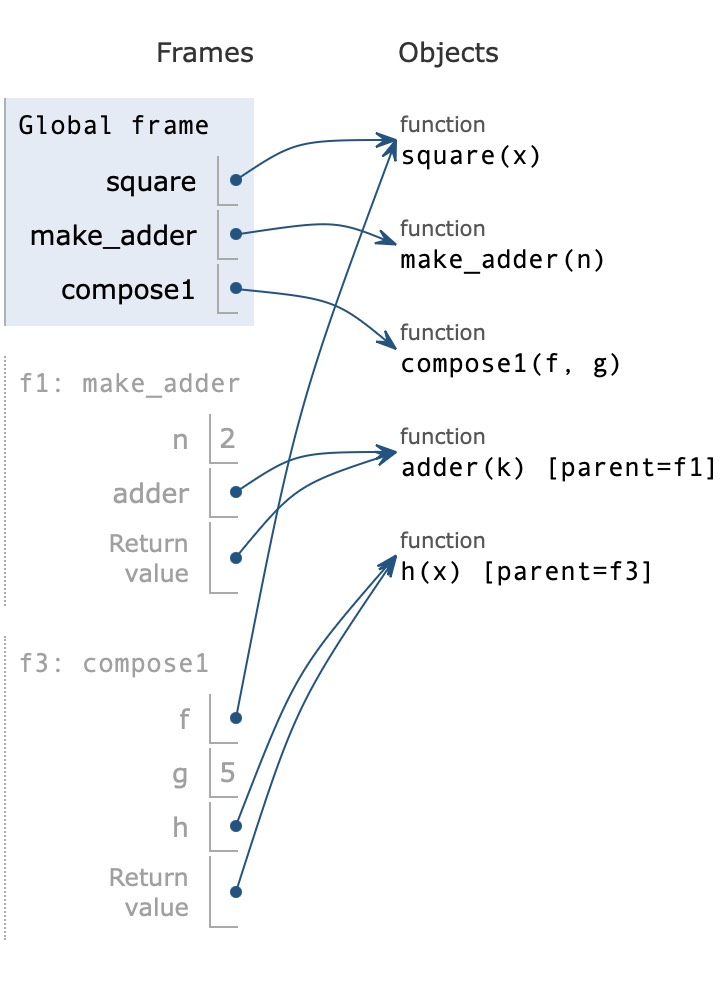 Frames
Objects
Global frame
square
make_adder
compose1
function
square(x)
function
make_adder(n)
function
compose1(f, g)
function
adder(k) [parent=f1]
function
h(x) [parent=f3]
f1: make_adder
n 2
adder
Return
value
f3: compose1
f
g 5
h
Return
value